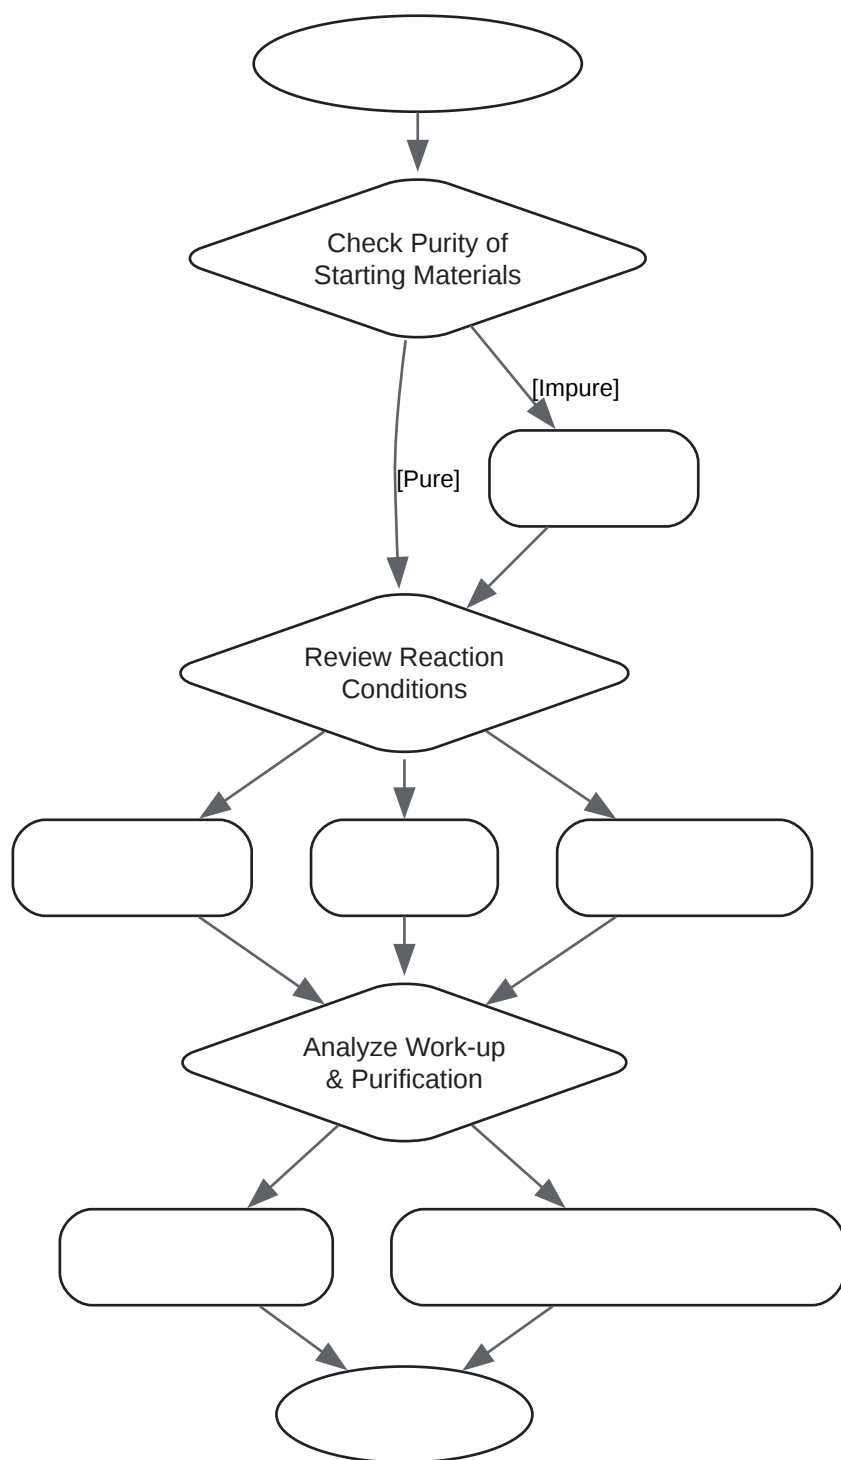 Check Purity of
Starting Materials
[Impure]
[Pure]
Review Reaction
Conditions
Analyze Work-up
& Purification